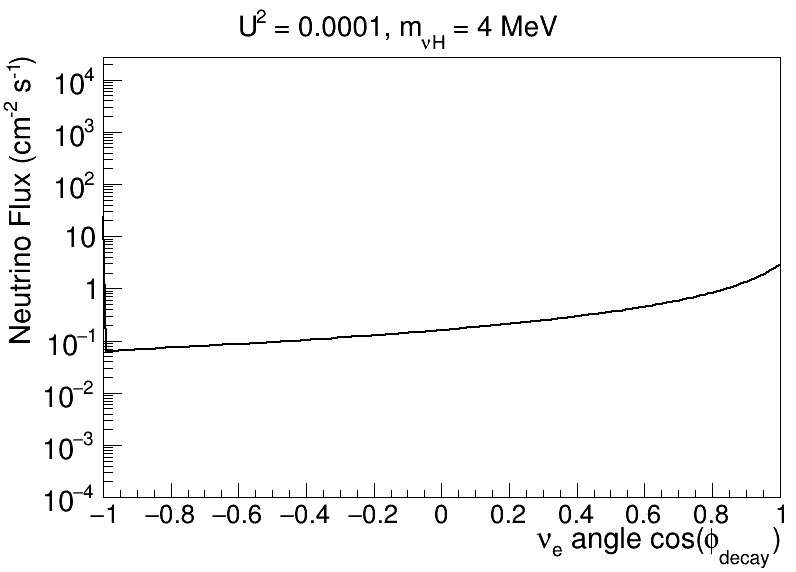 U² = 0.0001, m_νH = 4 MeV
Neutrino Flux (cm⁻² s⁻¹)
10⁴
10³
10²
10
1
10⁻¹
10⁻²
10⁻³
10⁻⁴
−1 −0.8 −0.6 −0.4 −0.2 0 0.2 0.4 0.6 0.8 1
ν_e angle cos(ϕ_decay)